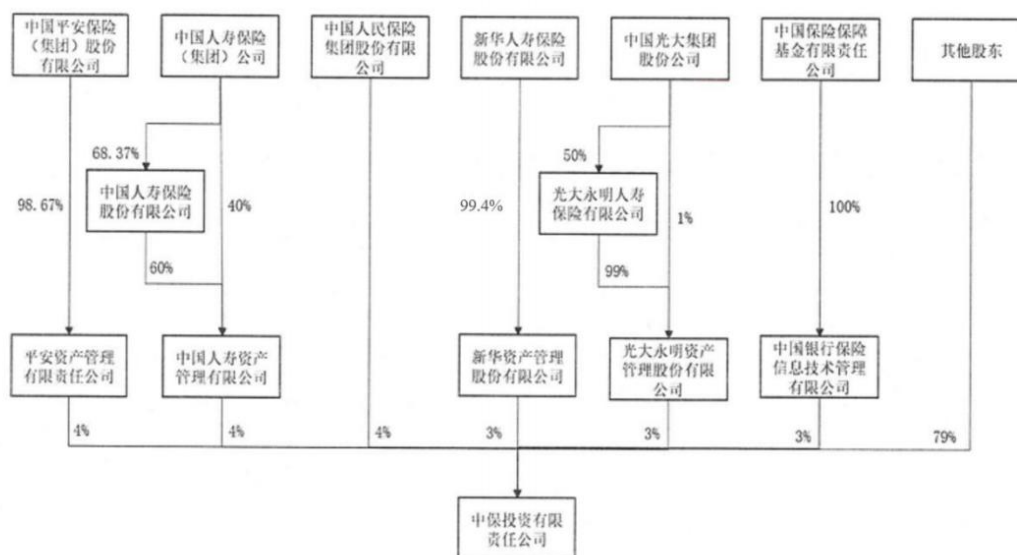 中国平安保险
（集团）股份
有限公司
中国人寿保险
（集团）公司
中国人民保险
集团股份有限
公司
新华人寿保险
股份有限公司
中国光大集团
股份公司
中国保险保障
基金有限责任
公司
其他股东
68.37%
50%
中国人寿保险
股份有限公司
光大永明人寿
保险有限公司
98.67%
40%
99.4%
1%
100%
60%
99%
平安资产管理
有限责任公司
中国人寿资产
管理有限公司
新华资产管理
股份有限公司
光大永明资产
管理股份有限
公司
中国银行保险
信息技术管理
有限公司
4%
4%
4%
3%
3%
3%
79%
中保投资有限
责任公司